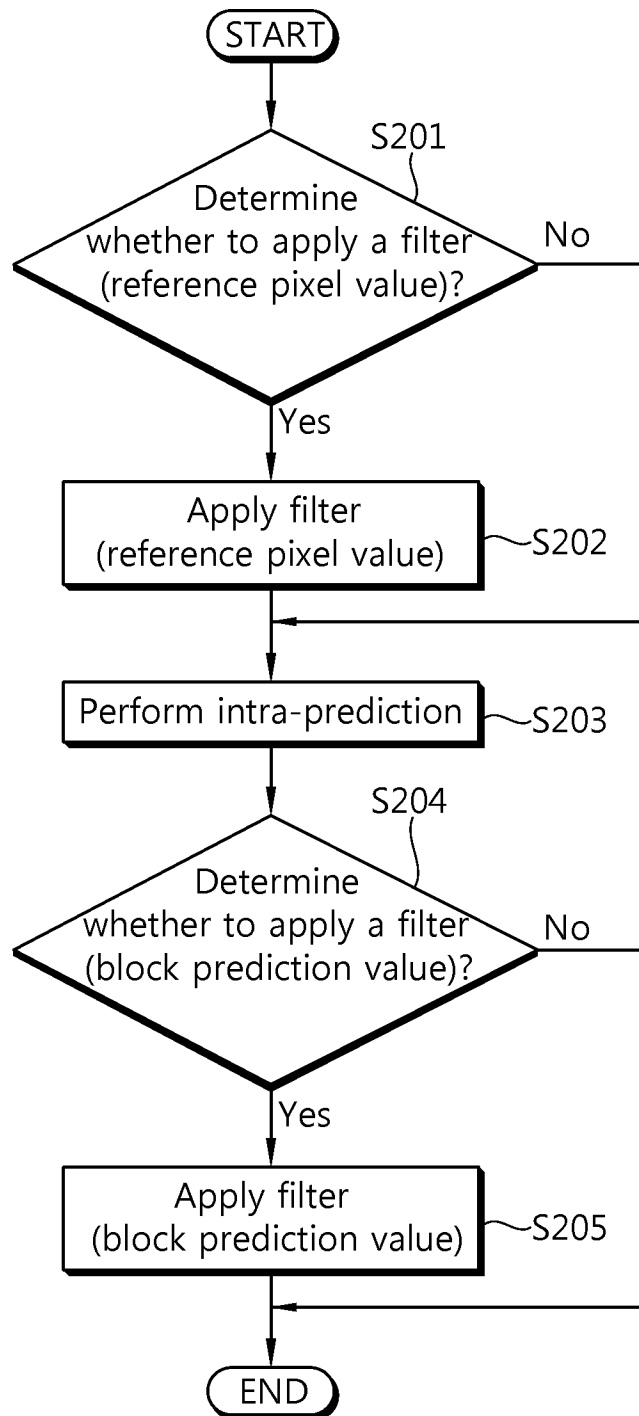 START
S201
Determine
whether to apply a filter
(reference pixel value)?
No
Yes
Apply filter
(reference pixel value)
S202
Perform intra-prediction
S203
S204
Determine
whether to apply a filter
(block prediction value)?
No
Yes
Apply filter
(block prediction value)
S205
END